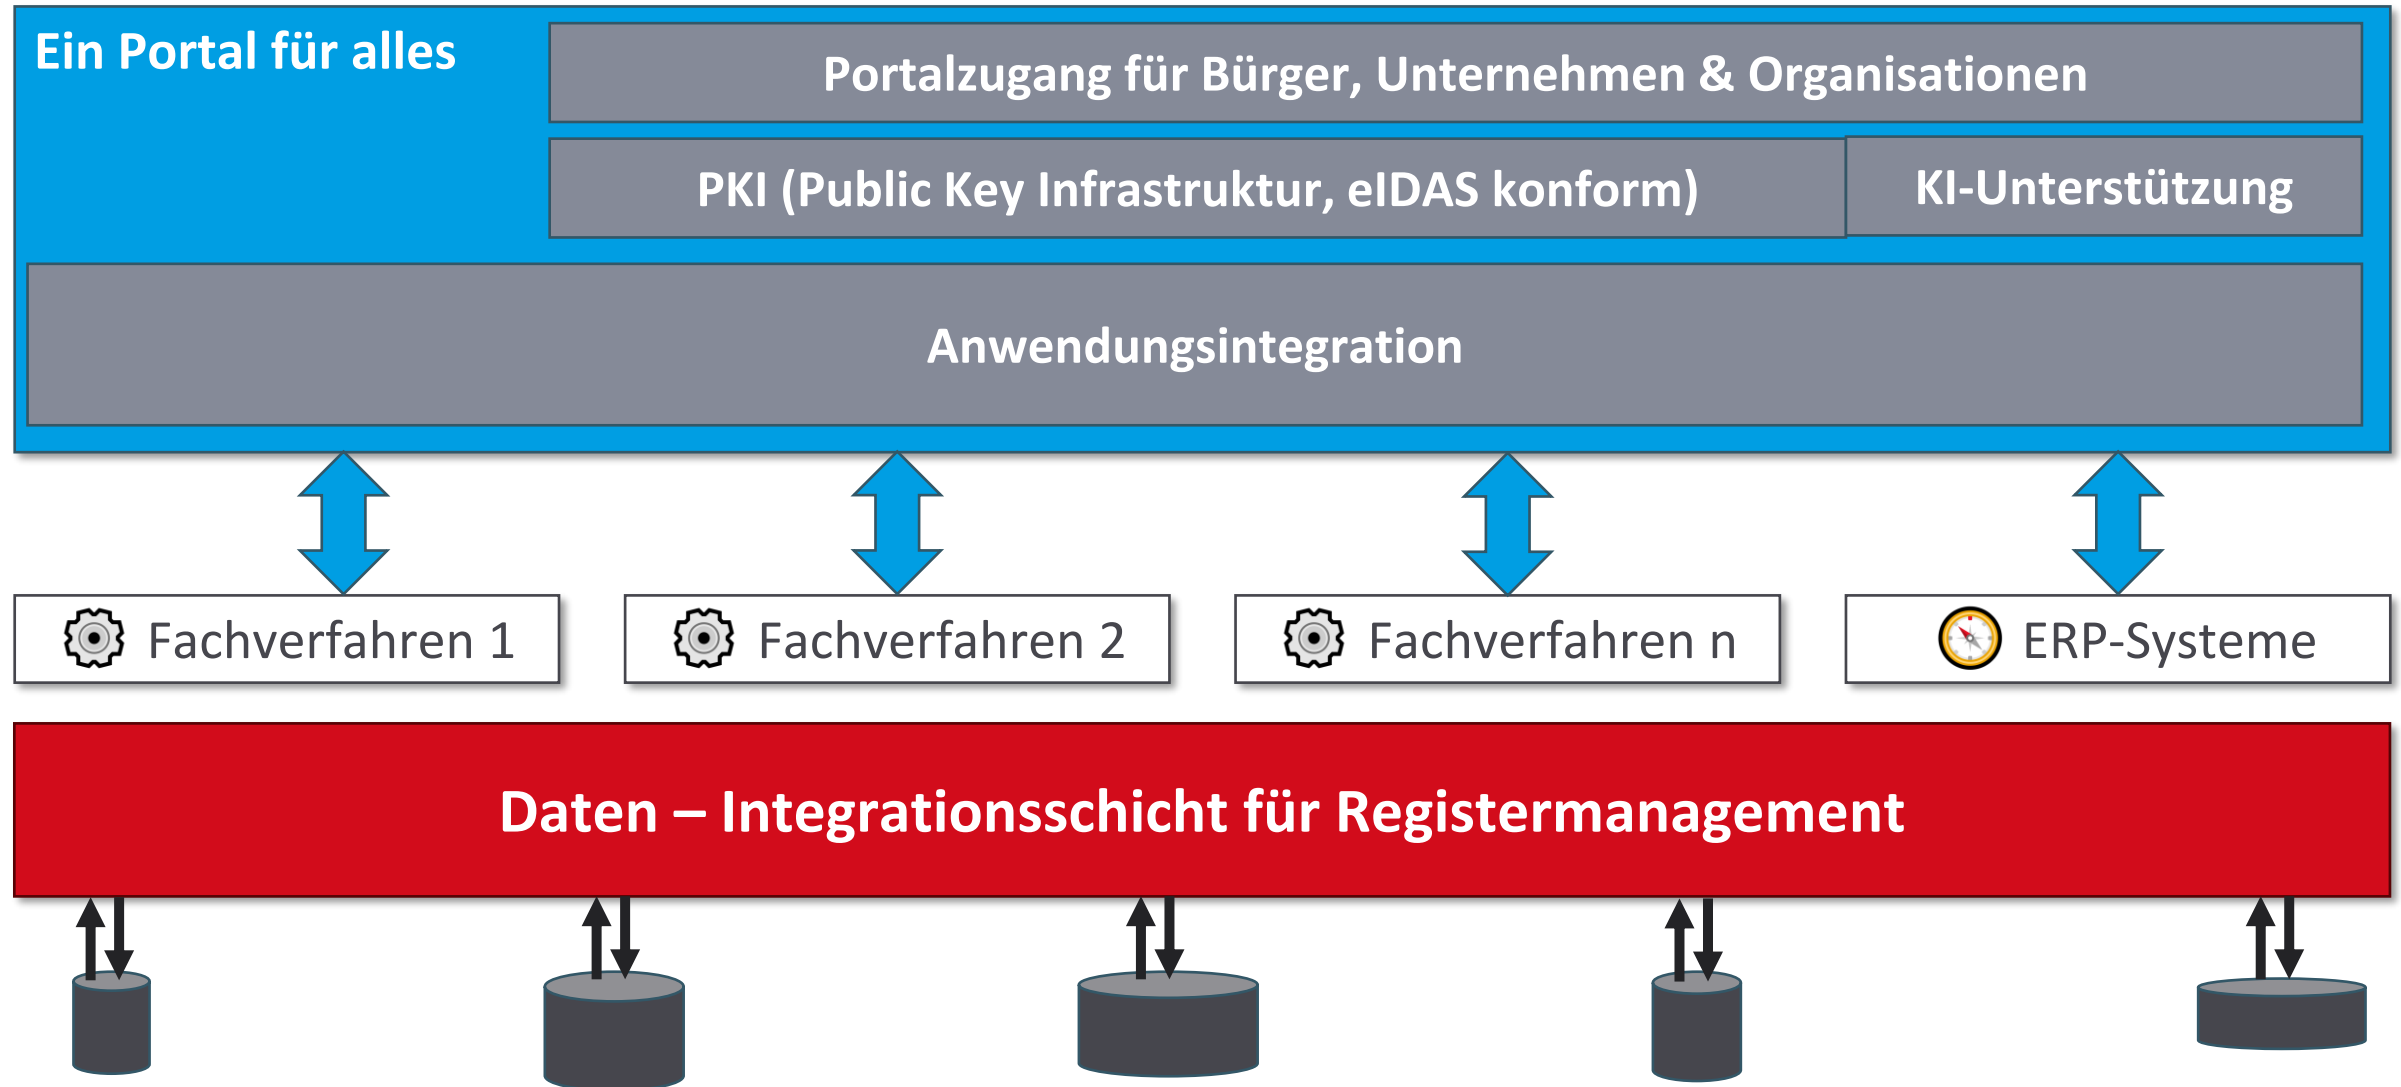 Ein Portal für alles
Portalzugang für Bürger, Unternehmen & Organisationen
PKI (Public Key Infrastruktur, eIDAS konform)
KI-Unterstützung
Anwendungsintegration
Fachverfahren 1
Fachverfahren 2
Fachverfahren n
ERP-Systeme
Daten – Integrationsschicht für Registermanagement